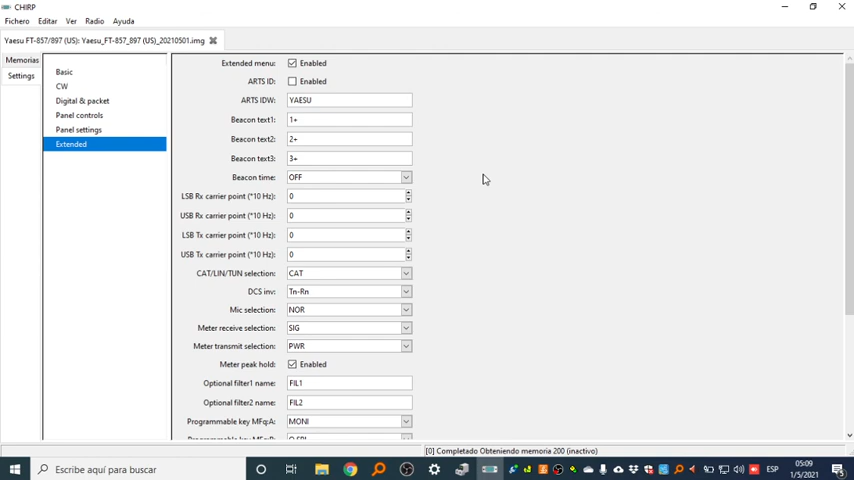 CHIRP
Fichero Editar Ver Radio Ayuda
Yaesu FT-857/897 (US): Yaesu_FT-857_897 (US)_20210501.img
Memorias
Settings
Basic
CW
Digital & packet
Panel controls
Panel settings
Extended
Extended menu: Enabled
ARTS ID: Enabled
ARTS IDW: YAESU
Beacon text1: 1+
Beacon text2: 2+
Beacon text3: 3+
Beacon time: OFF
LSB Rx carrier point (*10 Hz): 0
USB Rx carrier point (*10 Hz): 0
LSB Tx carrier point (*10 Hz): 0
USB Tx carrier point (*10 Hz): 0
CAT/LIN/TUN selection: CAT
DCS inv: Tn-Rn
Mic selection: NOR
Meter receive selection: SIG
Meter transmit selection: PWR
Meter peak hold: Enabled
Optional filter1 name: FIL1
Optional filter2 name: FIL2
Programmable key MFq:A: MONI
[0] Completado Obteniendo memoria 200 (inactivo)
Escribe aquí para buscar
ESP
05:09
1/5/2021